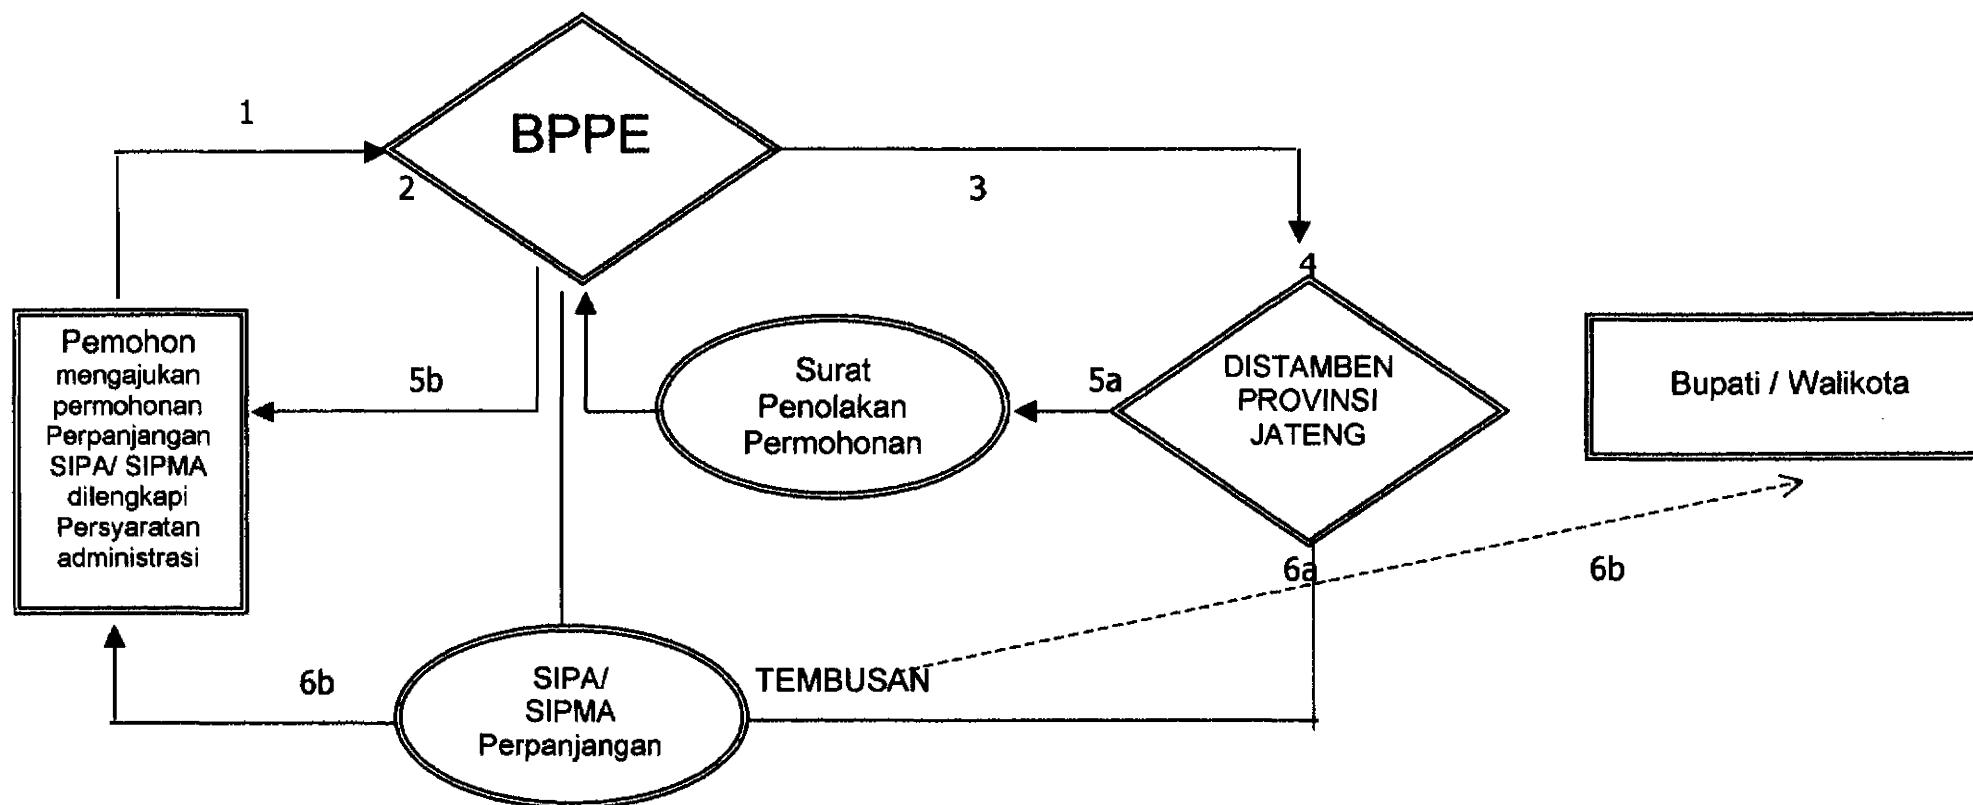 1
BPPE
2
3
4
Pemohon
mengajukan
permohonan
Perpanjangan
SIPA/ SIPMA
dilengkapi
Persyaratan
administrasi
5b
Surat
Penolakan
Permohonan
5a
DISTAMBEN
PROVINSI
JATENG
Bupati / Walikota
6a
6b
6b
SIPA/
SIPMA
Perpanjangan
TEMBUSAN